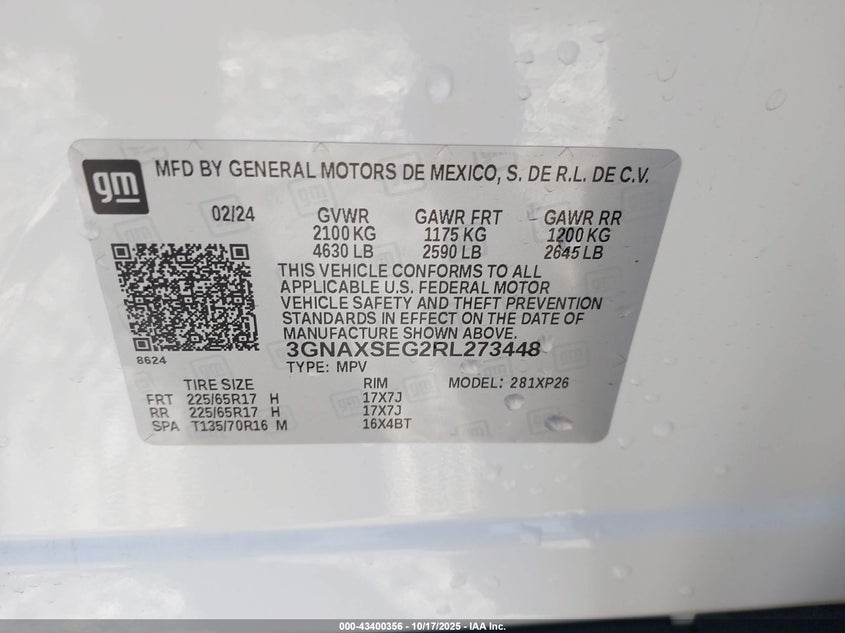 gm
MFD BY GENERAL MOTORS DE MEXICO, S. DE R.L. DE C.V.
02/24 GVWR GAWR FRT GAWR RR
2100 KG 1175 KG 1200 KG
4630 LB 2590 LB 2645 LB
THIS VEHICLE CONFORMS TO ALL
APPLICABLE U.S. FEDERAL MOTOR
VEHICLE SAFETY AND THEFT PREVENTION
STANDARDS IN EFFECT ON THE DATE OF
MANUFACTURE SHOWN ABOVE.
8624
3GNAXSEG2RL273448
TYPE: MPV
TIRE SIZE RIM MODEL: 281XP26
FRT 225/65R17 H 17X7J
RR 225/65R17 H 17X7J
SPA T135/70R16 M 16X4BT
000-43400356 - 10/17/2025 - IAA Inc.